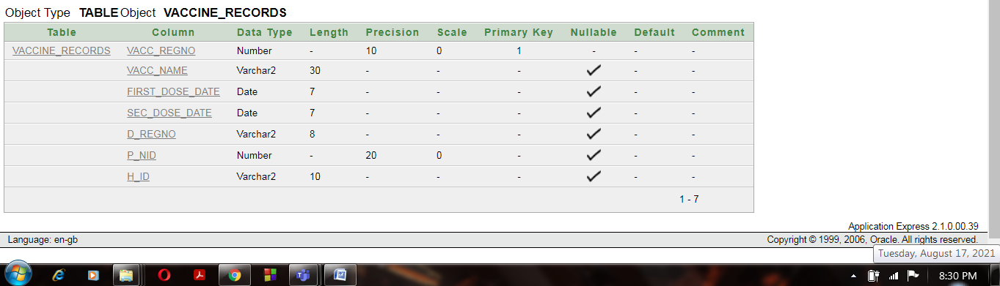 Object Type TABLE Object VACCINE_RECORDS
Table Column Data Type Length Precision Scale Primary Key Nullable Default Comment
VACCINE_RECORDS VACC_REGNO Number - 10 0 1 - - -
VACC_NAME Varchar2 30 - - - ✓ - -
FIRST_DOSE_DATE Date 7 - - - ✓ - -
SEC_DOSE_DATE Date 7 - - - ✓ - -
D_REGNO Varchar2 8 - - - ✓ - -
P_NID Number - 20 0 - ✓ - -
H_ID Varchar2 10 - - - ✓ - -
1 - 7
Application Express 2.1.0.00.39
Language: en-gb Copyright © 1999, 2006, Oracle. All rights reserved.
Tuesday, August 17, 2021
8:30 PM